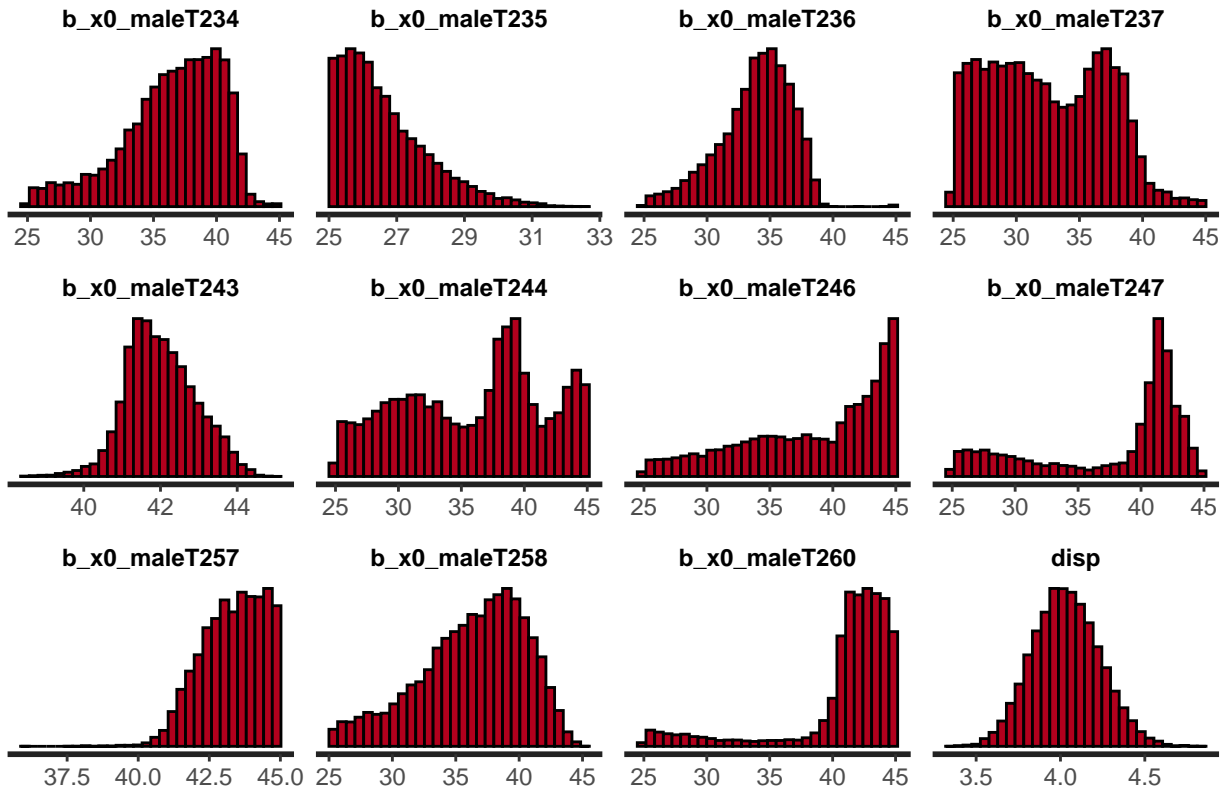 b_x0_maleT234 b_x0_maleT235 b_x0_maleT236 b_x0_maleT237
25 30 35 40 45 25 27 29 31 33 25 30 35 40 45 25 30 35 40 45
b_x0_maleT243 b_x0_maleT244 b_x0_maleT246 b_x0_maleT247
40 42 44 25 30 35 40 45 25 30 35 40 45 25 30 35 40 45
b_x0_maleT257 b_x0_maleT258 b_x0_maleT260 disp
37.5 40.0 42.5 45.0 25 30 35 40 45 25 30 35 40 45 3.5 4.0 4.5